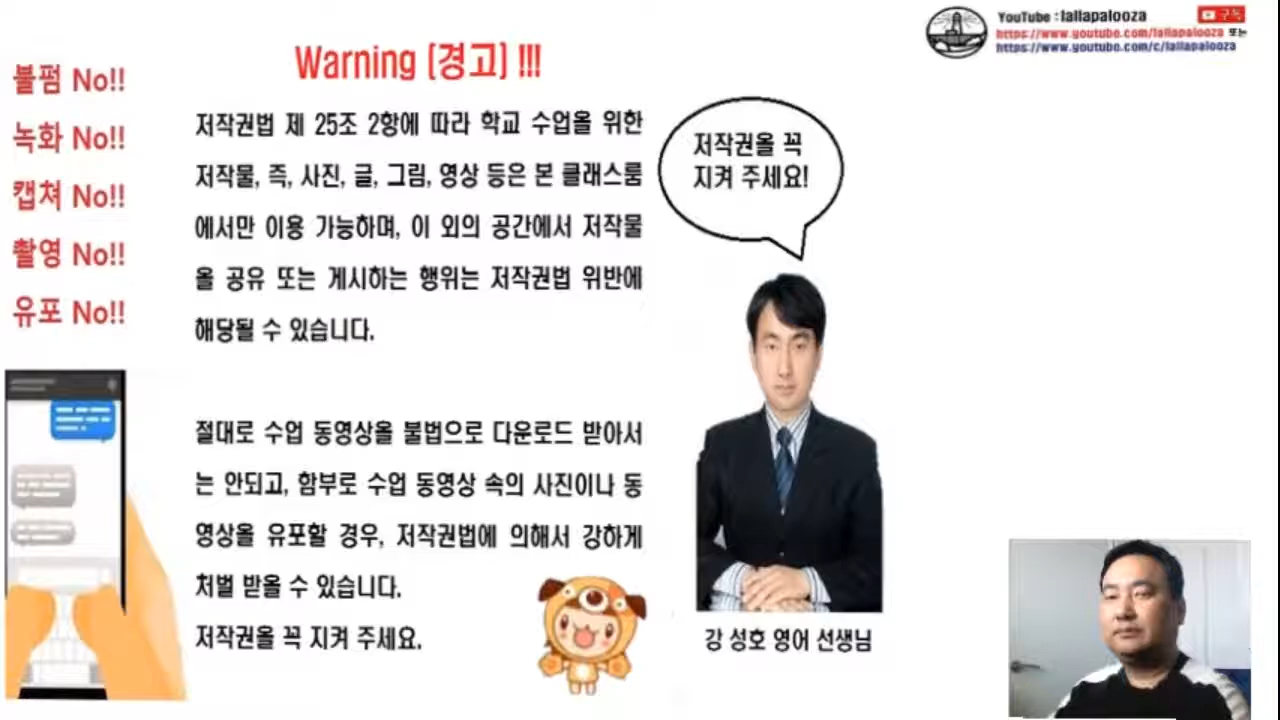 YouTube : lallapalooza
구독
https://www.youtube.com/lallapalooza 또는
https://www.youtube.com/c/lallapalooza
Warning (경고) !!!
불펌 No!!
녹화 No!!
캡쳐 No!!
촬영 No!!
유포 No!!
저작권법 제 25조 2항에 따라 학교 수업을 위한
저작물, 즉, 사진, 글, 그림, 영상 등은 본 클래스룸
에서만 이용 가능하며, 이 외의 공간에서 저작물
을 공유 또는 게시하는 행위는 저작권법 위반에
해당될 수 있습니다.
절대로 수업 동영상을 불법으로 다운로드 받아서
는 안되고, 함부로 수업 동영상 속의 사진이나 동
영상을 유포할 경우, 저작권법에 의해서 강하게
처벌 받을 수 있습니다.
저작권을 꼭 지켜 주세요.
저작권을 꼭
지켜 주세요!
강 성호 영어 선생님